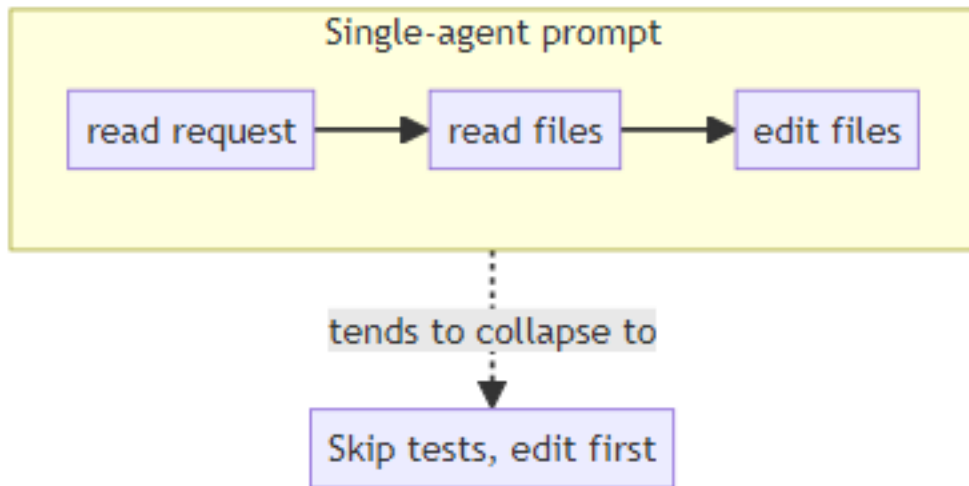 Single-agent prompt
read request
read files
edit files
tends to collapse to
Skip tests, edit first